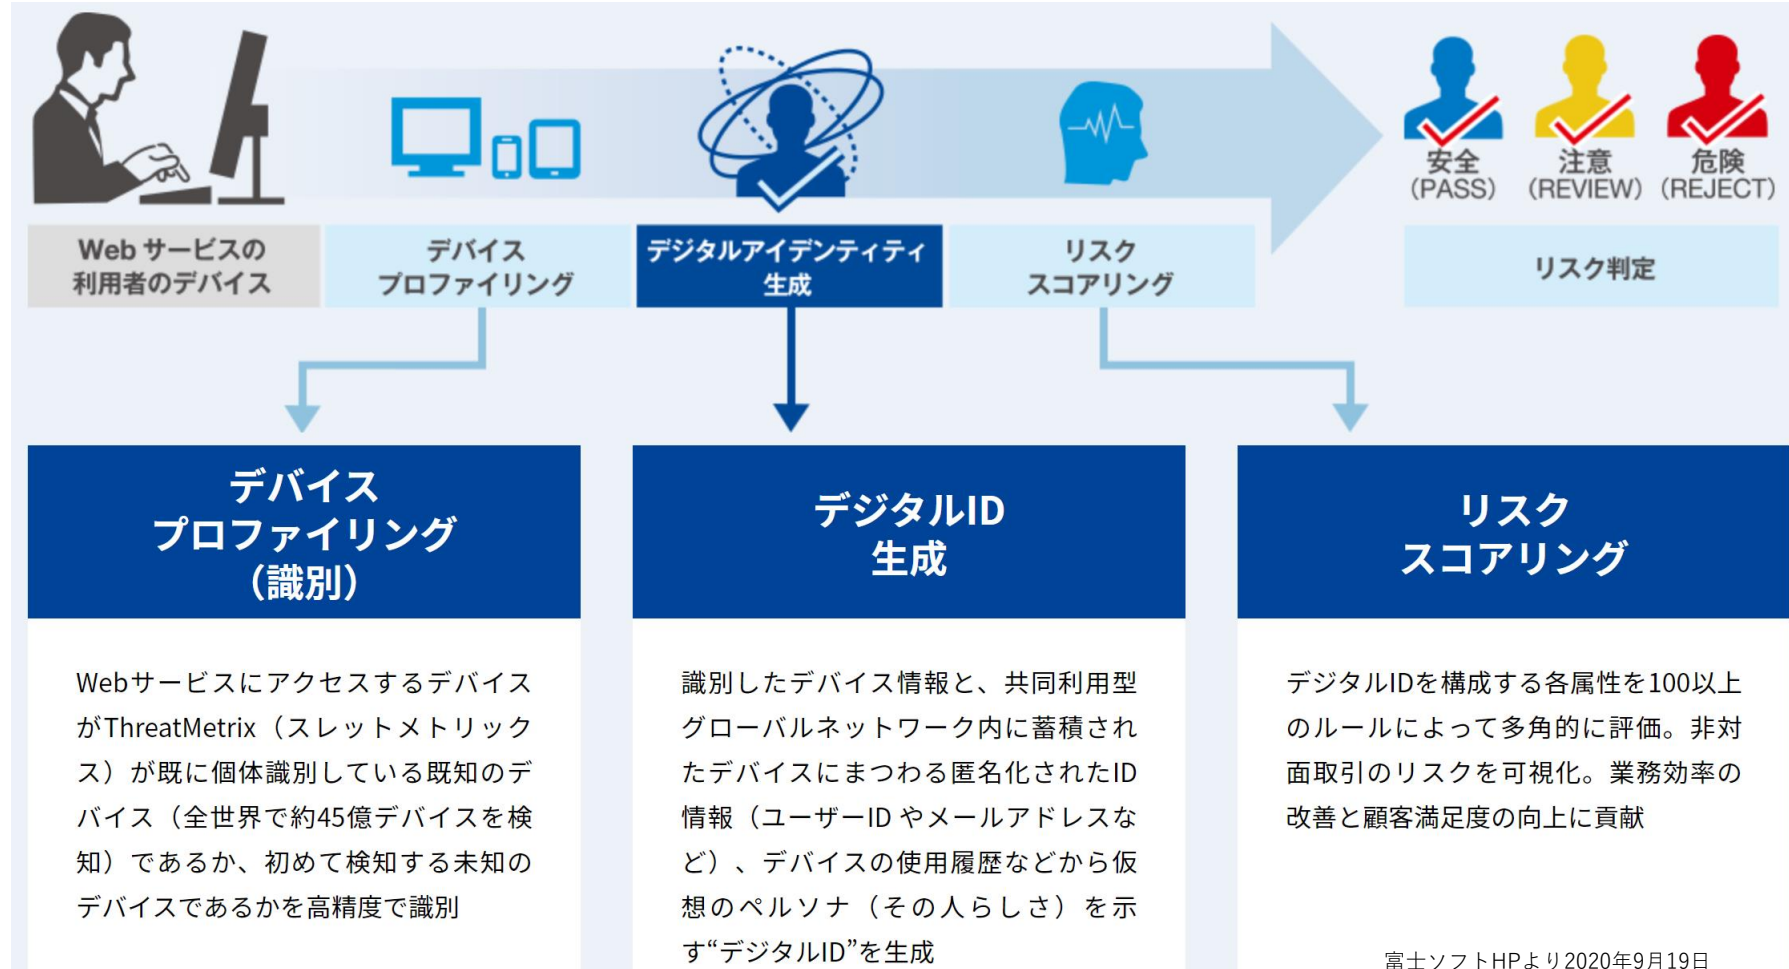 安全
(PASS)
注意
(REVIEW)
危険
(REJECT)
Web サービスの
利用者のデバイス
デバイス
プロファイリング
デジタルアイデンティティ
生成
リスク
スコアリング
リスク判定
デバイス
プロファイリング
（識別）
Webサービスにアクセスするデバイス
がThreatMetrix（スレットメトリック
ス）が既に個体識別している既知のデ
バイス（全世界で約45億デバイスを検
知）であるか、初めて検知する未知の
デバイスであるかを高精度で識別
デジタルID
生成
識別したデバイス情報と、共同利用型
グローバルネットワーク内に蓄積され
たデバイスにまつわる匿名化されたID
情報（ユーザーID やメールアドレスな
ど）、デバイスの使用履歴などから仮
想のペルソナ（その人らしさ）を示
す“デジタルID”を生成
リスク
スコアリング
デジタルIDを構成する各属性を100以上
のルールによって多角的に評価。非対
面取引のリスクを可視化。業務効率の
改善と顧客満足度の向上に貢献
富士ソフトHPより2020年9月19日